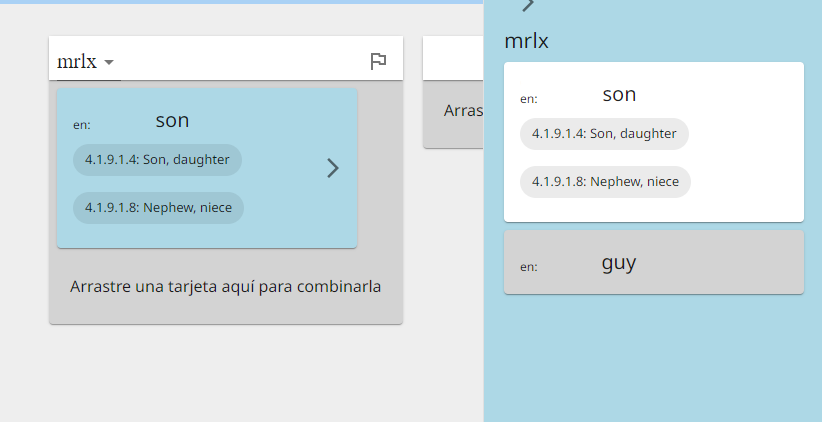 mrlx
en: son
4.1.9.1.4: Son, daughter
4.1.9.1.8: Nephew, niece
Arrastre una tarjeta aquí para combinarla
Arras
mrlx
en: son
4.1.9.1.4: Son, daughter
4.1.9.1.8: Nephew, niece
en: guy